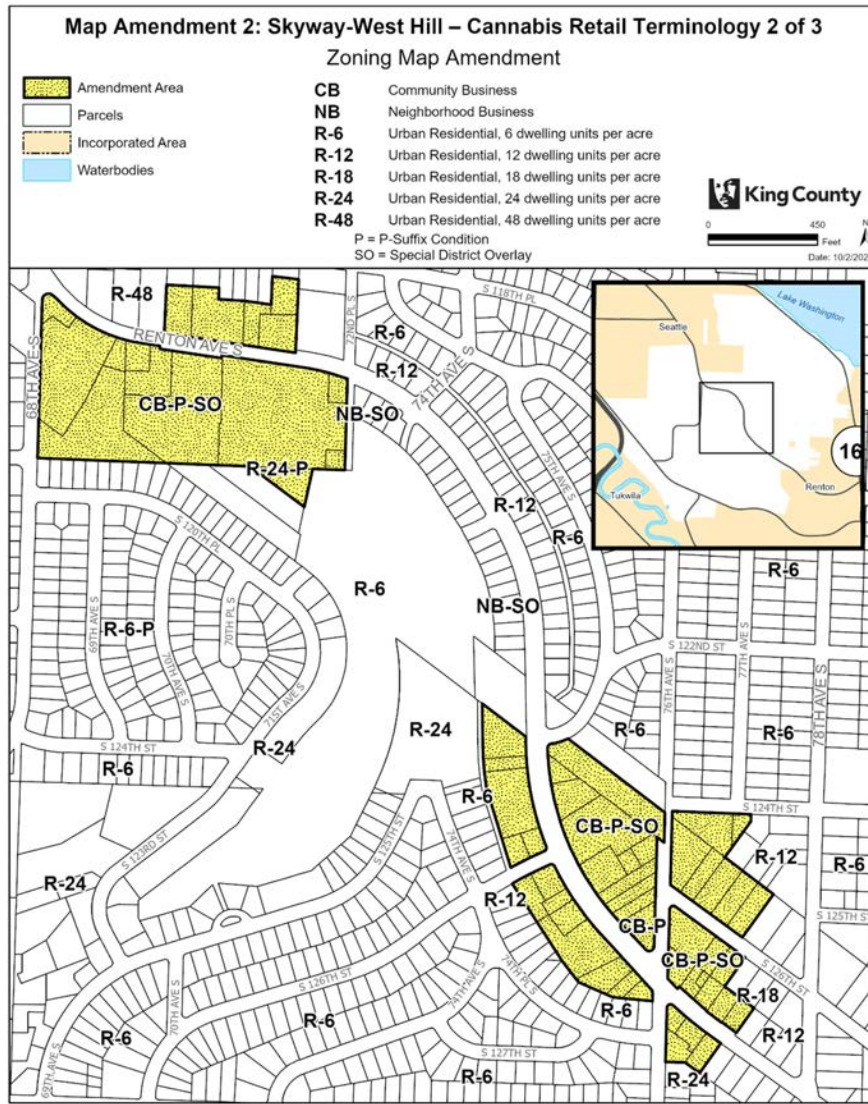 Map Amendment 2: Skyway-West Hill – Cannabis Retail Terminology 2 of 3
Zoning Map Amendment
Amendment Area
Parcels
Incorporated Area
Waterbodies
CB Community Business
NB Neighborhood Business
R-6 Urban Residential, 6 dwelling units per acre
R-12 Urban Residential, 12 dwelling units per acre
R-18 Urban Residential, 18 dwelling units per acre
R-24 Urban Residential, 24 dwelling units per acre
R-48 Urban Residential, 48 dwelling units per acre
P = P-Suffix Condition
SO = Special District Overlay
King County
0 450
Feet
N
Date:
R-48
S 118TH PL
72ND PL S
R-6
RENTON AVE S
R-12
74TH AVE S
68TH AVE S
CB-P-SO
NB-SO
R-24-P
75TH AVE S
R-12
R-6
S 120TH PL
Lake Washington
Seattle
16
Renton
Tukwila
R-6
R-6
NB-SO
69TH AVE S
R-6-P
70TH AVE S
70TH PL S
71ST AVE S
S 122ND ST
76TH AVE S
77TH AVE S
78TH AVE S
R-24
R-24
R-6
R-6
S 124TH ST
R-6
R-6
S 123RD ST
S 125TH ST
74TH AVE S
CB-P-SO
S 124TH ST
R-12
R-6
R-24
R-12
CB-P
S 125TH ST
CB-P-SO
S 126TH ST
S 126TH ST
74TH AVE S
74TH PL S
R-18
R-6
70TH AVE S
R-6
R-6
R-12
69TH AVE S
S 127TH ST
R-6
R-24